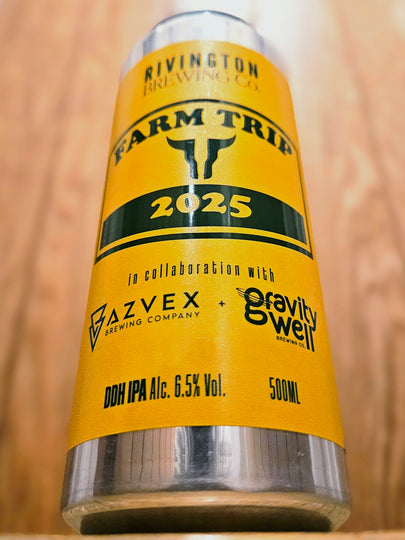 RIVINGTON
BREWING CO.
FARM TRIP
2025
in collaboration with
AZVEX
BREWING COMPANY
+
gravity
well
BREWING CO.
DDH IPA Alc. 6.5% Vol.
500ML